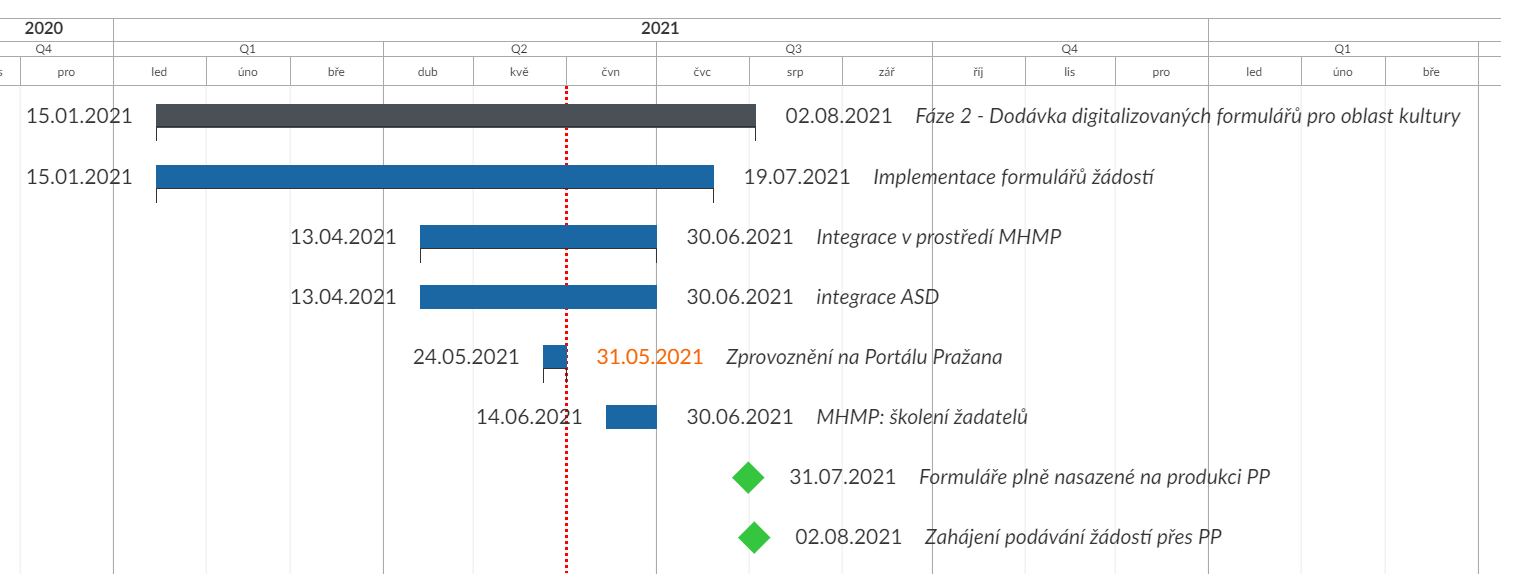 2020 2021
Q4 Q1 Q2 Q3 Q4 Q1
s pro led úno bře dub kvě čvn čvc srp zář říj lis pro led úno bře
15.01.2021 02.08.2021 Fáze 2 - Dodávka digitalizovaných formulářů pro oblast kultury
15.01.2021 19.07.2021 Implementace formulářů žádostí
13.04.2021 30.06.2021 Integrace v prostředí MHMP
13.04.2021 30.06.2021 integrace ASD
24.05.2021 31.05.2021 Zprovoznění na Portálu Pražana
14.06.2021 30.06.2021 MHMP: školení žadatelů
31.07.2021 Formuláře plně nasazené na produkci PP
02.08.2021 Zahájení podávání žádostí přes PP